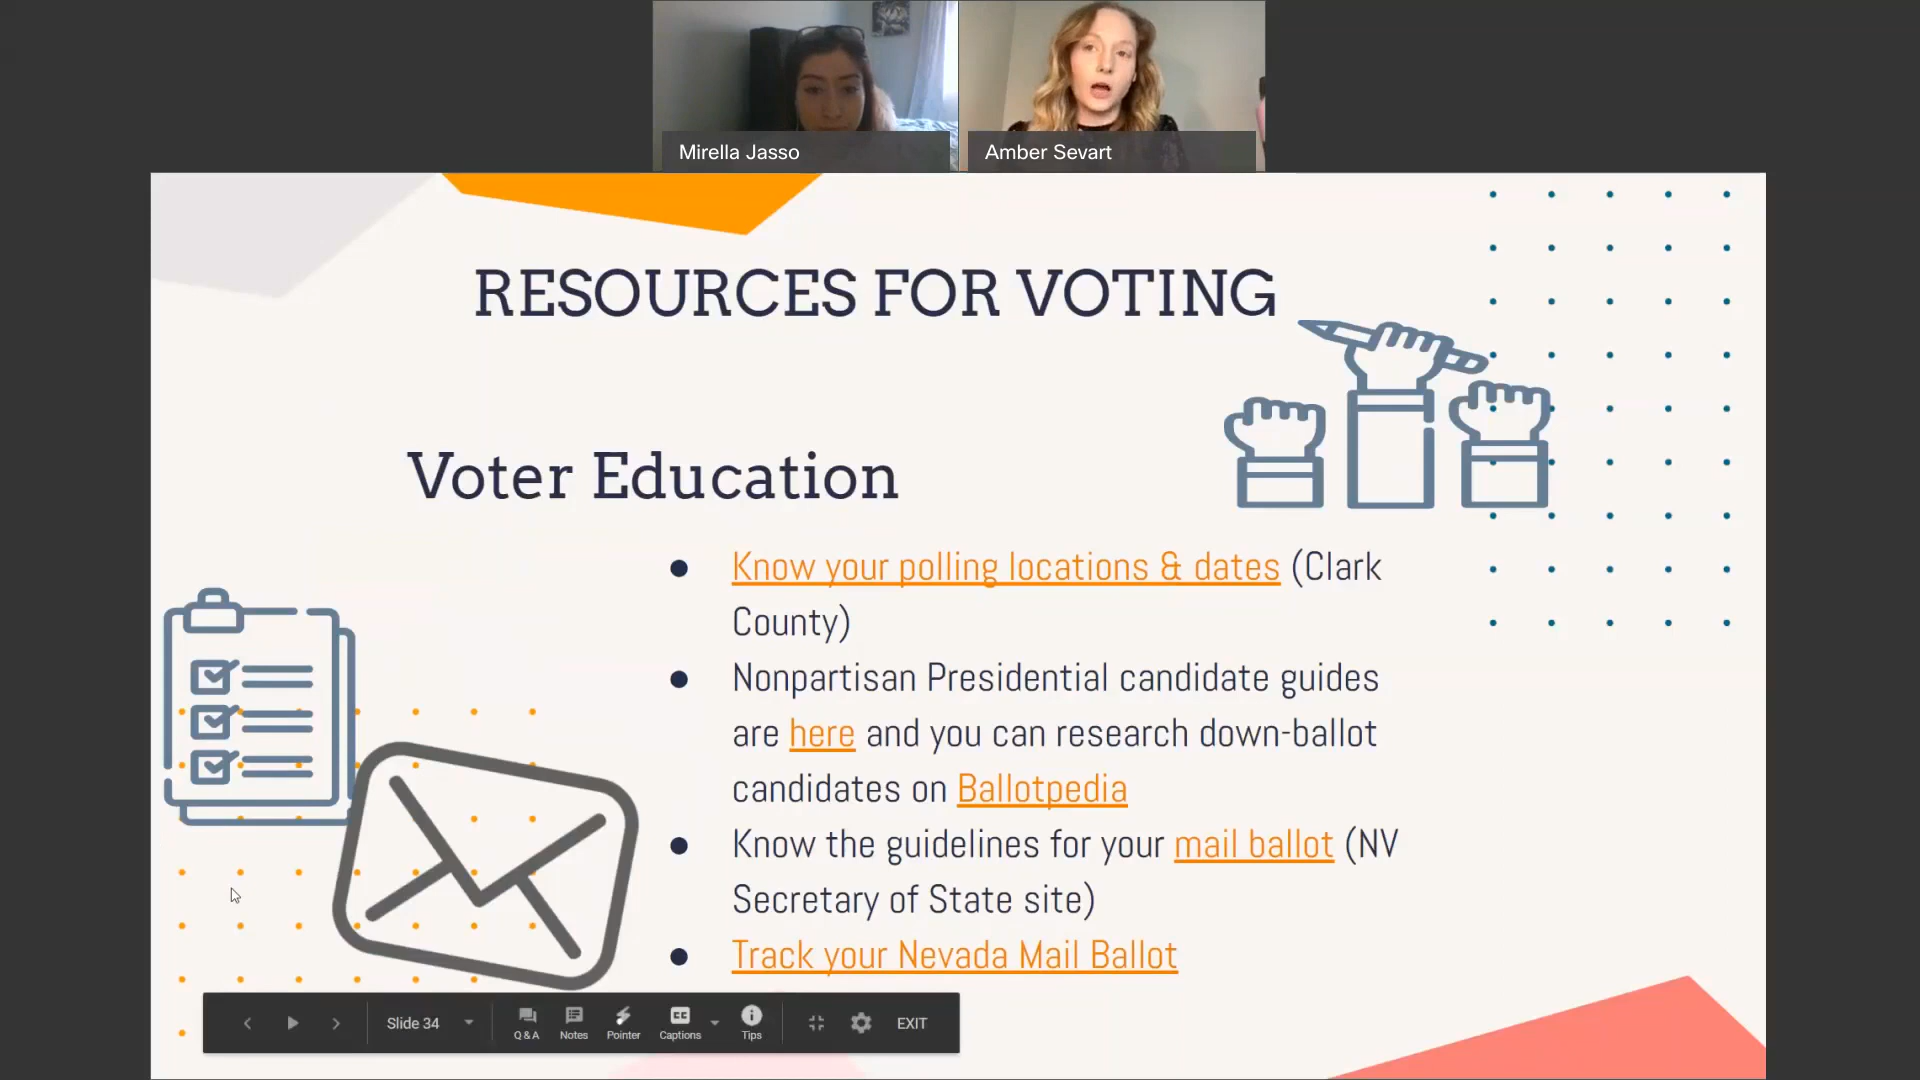 Mirella Jasso
Amber Sevart
RESOURCES FOR VOTING
Voter Education
● Know your polling locations & dates (Clark
County)
● Nonpartisan Presidential candidate guides
are here and you can research down-ballot
candidates on Ballotpedia
● Know the guidelines for your mail ballot (NV
Secretary of State site)
● Track your Nevada Mail Ballot
Slide 34
Q & A
Notes
Pointer
CC
Captions
Tips
EXIT